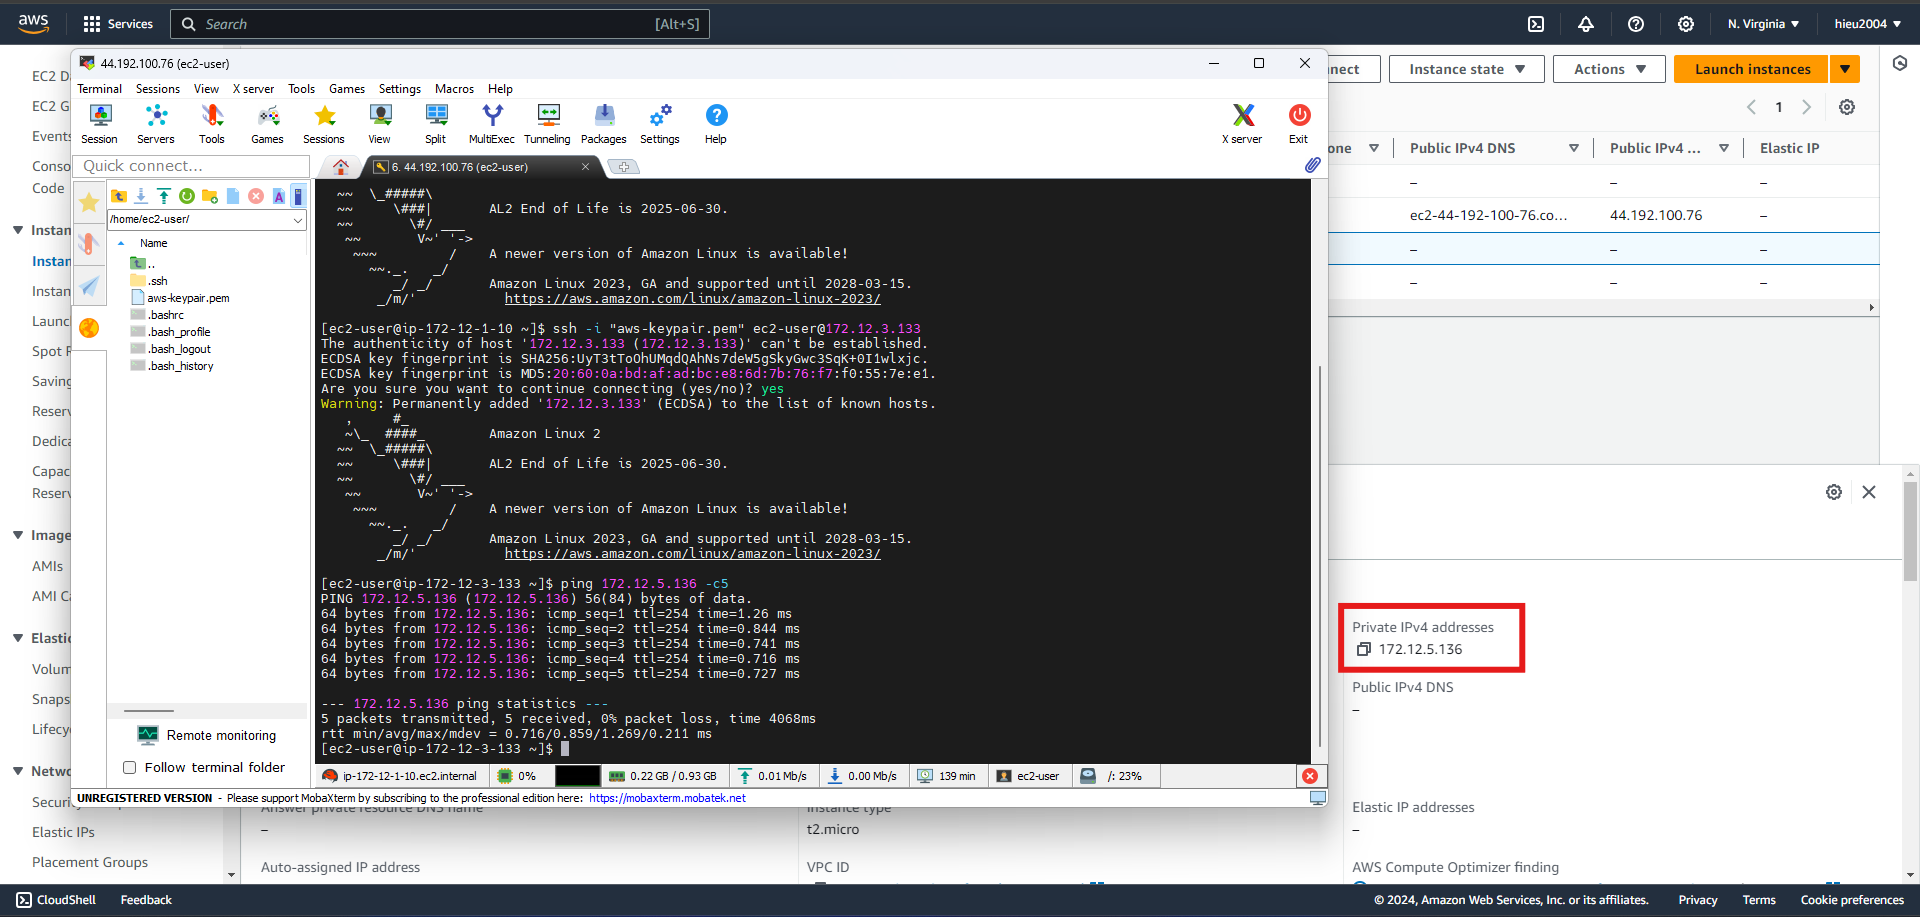 aws
Services
Search
[Alt+S]
N. Virginia
hieu2004
44.192.100.76 (ec2-user)
Terminal Sessions View X server Tools Games Settings Macros Help
Session Servers Tools Games Sessions View Split MultiExec Tunneling Packages Settings Help X server Exit
Quick connect...
6. 44.192.100.76 (ec2-user)
/home/ec2-user/
Name
..
.ssh
aws-keypair.pem
.bashrc
.bash_profile
.bash_logout
.bash_history
Remote monitoring
Follow terminal folder
~~ \_#####\
~~ \###| AL2 End of Life is 2025-06-30.
~~ \#/ ___
~~ V~' '->
~~~ / A newer version of Amazon Linux is available!
~~._. _/
_/ _/ Amazon Linux 2023, GA and supported until 2028-03-15.
_/m/' https://aws.amazon.com/linux/amazon-linux-2023/
[ec2-user@ip-172-12-1-10 ~]$ ssh -i "aws-keypair.pem" ec2-user@172.12.3.133
The authenticity of host '172.12.3.133 (172.12.3.133)' can't be established.
ECDSA key fingerprint is SHA256:UyT3tToOhUMqdQAhNs7deW5gSkyGwc3SqK+0I1wlxjc.
ECDSA key fingerprint is MD5:20:60:0a:bd:af:ad:bc:e8:6d:7b:76:f7:f0:55:7e:e1.
Are you sure you want to continue connecting (yes/no)? yes
Warning: Permanently added '172.12.3.133' (ECDSA) to the list of known hosts.
, #_
~\_ ####_ Amazon Linux 2
~~ \_#####\
~~ \###| AL2 End of Life is 2025-06-30.
~~ \#/ ___
~~ V~' '->
~~~ / A newer version of Amazon Linux is available!
~~._. _/
_/ _/ Amazon Linux 2023, GA and supported until 2028-03-15.
_/m/' https://aws.amazon.com/linux/amazon-linux-2023/
[ec2-user@ip-172-12-3-133 ~]$ ping 172.12.5.136 -c5
PING 172.12.5.136 (172.12.5.136) 56(84) bytes of data.
64 bytes from 172.12.5.136: icmp_seq=1 ttl=254 time=1.26 ms
64 bytes from 172.12.5.136: icmp_seq=2 ttl=254 time=0.844 ms
64 bytes from 172.12.5.136: icmp_seq=3 ttl=254 time=0.741 ms
64 bytes from 172.12.5.136: icmp_seq=4 ttl=254 time=0.716 ms
64 bytes from 172.12.5.136: icmp_seq=5 ttl=254 time=0.727 ms
--- 172.12.5.136 ping statistics ---
5 packets transmitted, 5 received, 0% packet loss, time 4068ms
rtt min/avg/max/mdev = 0.716/0.859/1.269/0.211 ms
[ec2-user@ip-172-12-3-133 ~]$
ip-172-12-1-10.ec2.internal 0% 0.22 GB / 0.93 GB 0.01 Mb/s 0.00 Mb/s 139 min ec2-user /: 23%
UNREGISTERED VERSION - Please support MobaXterm by subscribing to the professional edition here: https://mobaxterm.mobatek.net
EC2 D
EC2 G
Events
Conso
Code
Instan
Instan
Instan
Launc
Spot R
Saving
Reserv
Dedica
Capac
Reserv
Image
AMIs
AMI Ca
Elastic
Volum
Snaps
Lifecy
Netwo
Securi
Elastic IPs
Placement Groups
nnect
Instance state
Actions
Launch instances
1
one Public IPv4 DNS Public IPv4 ... Elastic IP
– – –
ec2-44-192-100-76.co... 44.192.100.76 –
– – –
– – –
Private IPv4 addresses
172.12.5.136
Public IPv4 DNS
–
Answer private resource DNS name
–
Instance type
t2.micro
Elastic IP addresses
–
Auto-assigned IP address
VPC ID
AWS Compute Optimizer finding
CloudShell Feedback © 2024, Amazon Web Services, Inc. or its affiliates. Privacy Terms Cookie preferences